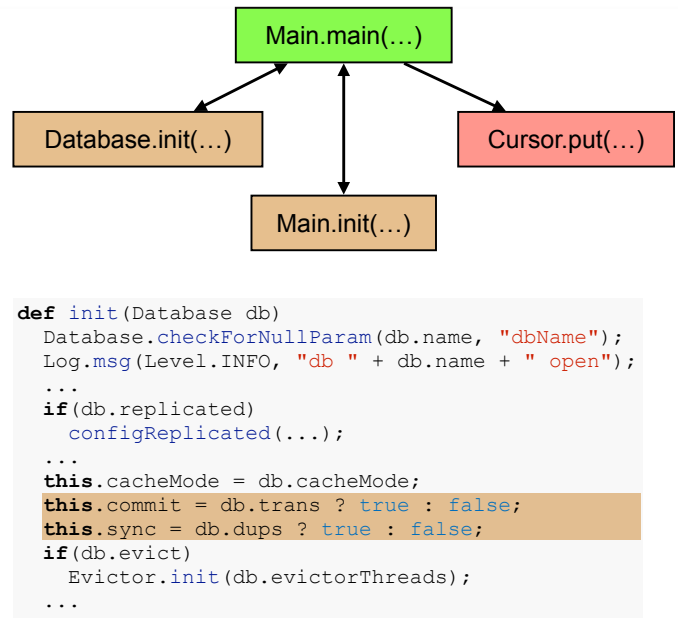 Main.main(…)
Database.init(…)
Cursor.put(…)
Main.init(…)
def init(Database db)
  Database.checkForNullParam(db.name, "dbName");
  Log.msg(Level.INFO, "db " + db.name + " open");
  ...
  if(db.replicated)
    configReplicated(...);
  ...
  this.cacheMode = db.cacheMode;
  this.commit = db.trans ? true : false;
  this.sync = db.dups ? true : false;
  if(db.evict)
    Evictor.init(db.evictorThreads);
  ...